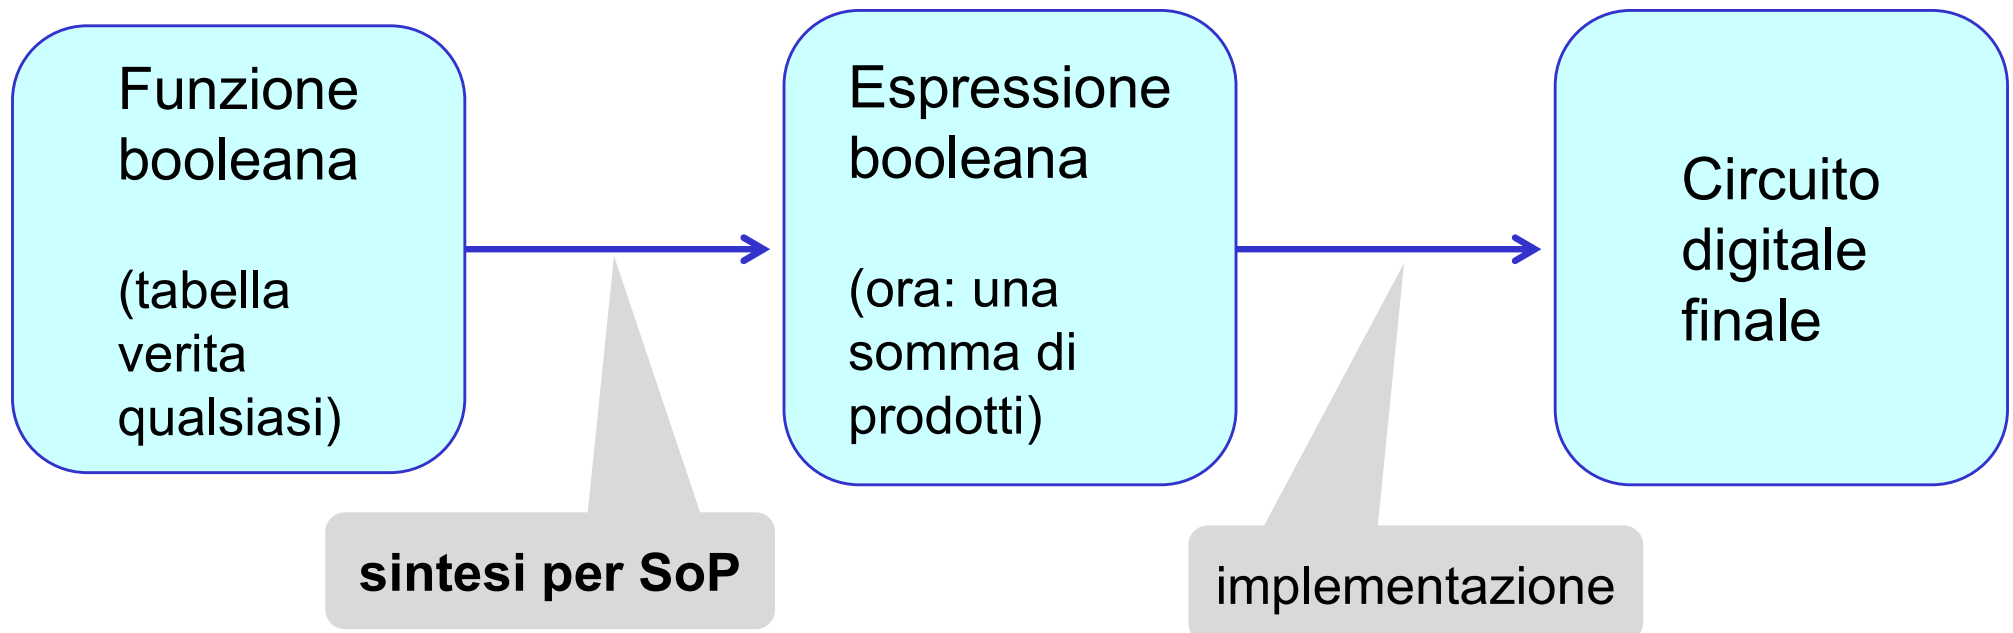 Funzione
booleana
(tabella
verita
qualsiasi)
sintesi per SoP
Espressione
booleana
(ora: una
somma di
prodotti)
implementazione
Circuito
digitale
finale